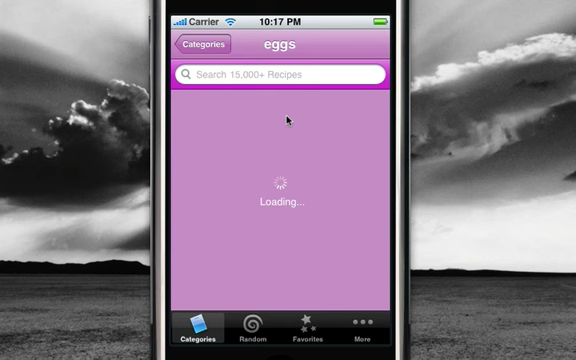 Carrier 10:17 PM
Categories eggs
Search 15,000+ Recipes
Loading...
Categories Random Favorites More